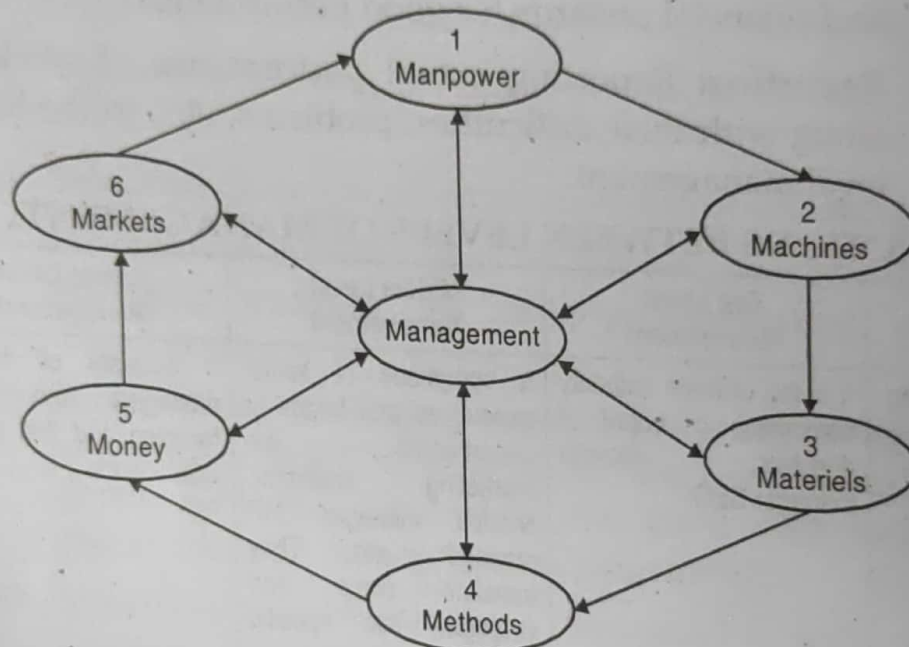 1
Manpower
6
Markets
2
Machines
Management
5
Money
3
Materiels
4
Methods